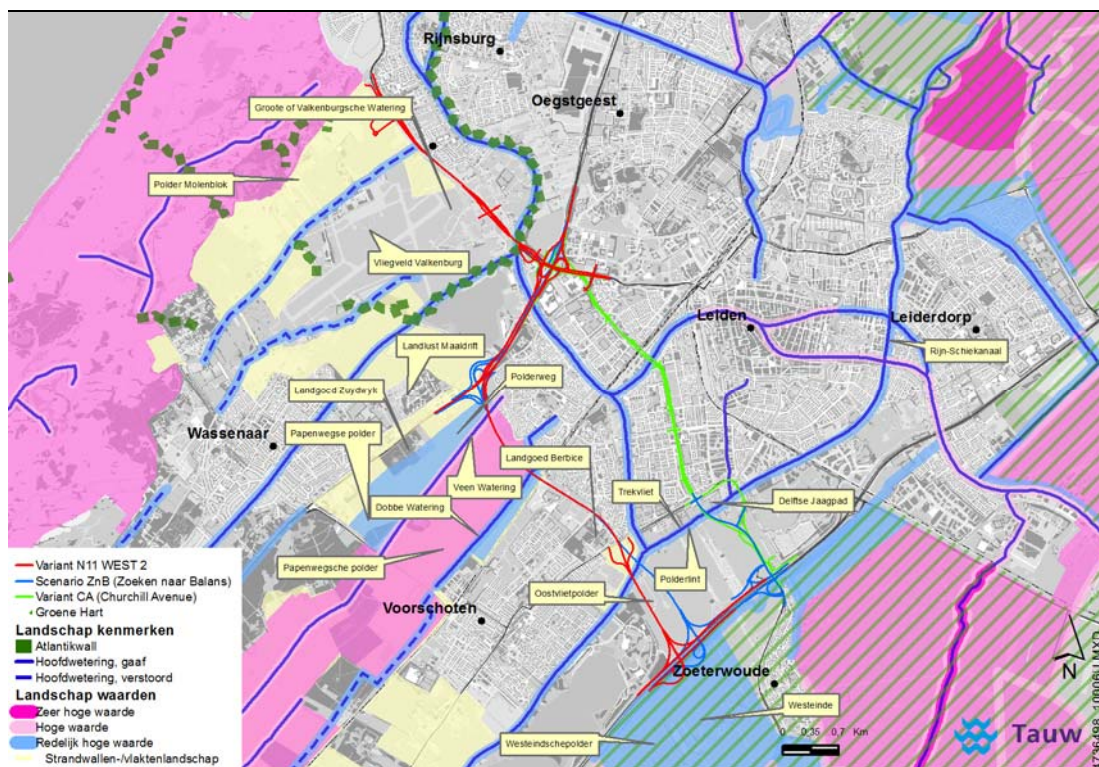 Rijnsburg
Oegstgeest
Groote of Valkenburgsche Watering
Polder Molenblok
Vliegveld Valkenburg
Leiden
Leiderdorp
Rijn-Schiekanaal
Landlust Maaldrift
Polderweg
Landgoed Zuydwyk
Wassenaar
Papenwegse polder
Landgoed Berbice
Veen Watering
Trekvliet
Delftse Jaagpad
Dobbe Watering
Papenwegsche polder
Polderlint
Oostvlietpolder
Voorschoten
Zoeterwoude
Westeinde
Westeindschepolder
Variant N11 WEST 2
Scenario ZnB (Zoeken naar Balans)
Variant CA (Churchill Avenue)
Groene Hart
Landschap kenmerken
Atlantikwall
Hoofdwetering, gaaf
Hoofdwetering, verstoord
Landschap waarden
Zeer hoge waarde
Hoge waarde
Redelijk hoge waarde
Strandwallen-/vlaktenlandschap
N
0 0,35 0,7 Km
Tauw